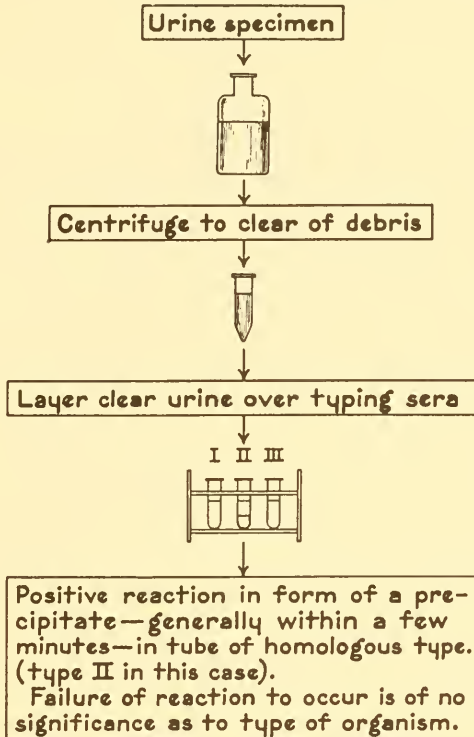 Urine specimen
Centrifuge to clear of debris
Layer clear urine over typing sera
I II III
Positive reaction in form of a pre-
cipitate—generally within a few
minutes—in tube of homologous type.
(type II in this case).
Failure of reaction to occur is of no
significance as to type of organism.